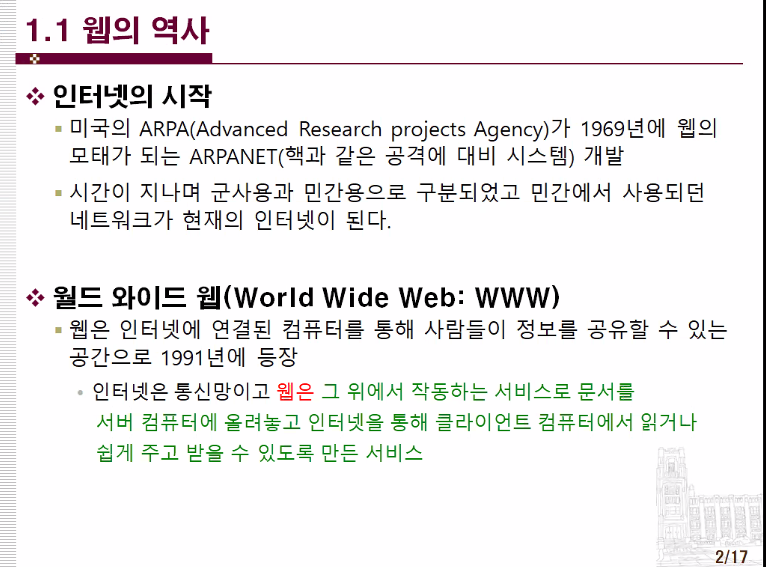 1.1 웹의 역사
인터넷의 시작
미국의 ARPA(Advanced Research projects Agency)가 1969년에 웹의
모태가 되는 ARPANET(핵과 같은 공격에 대비 시스템) 개발
시간이 지나며 군사용과 민간용으로 구분되었고 민간에서 사용되던
네트워크가 현재의 인터넷이 된다.
월드 와이드 웹(World Wide Web: WWW)
웹은 인터넷에 연결된 컴퓨터를 통해 사람들이 정보를 공유할 수 있는
공간으로 1991년에 등장
인터넷은 통신망이고 웹은 그 위에서 작동하는 서비스로 문서를
서버 컴퓨터에 올려놓고 인터넷을 통해 클라이언트 컴퓨터에서 읽거나
쉽게 주고 받을 수 있도록 만든 서비스
2/17